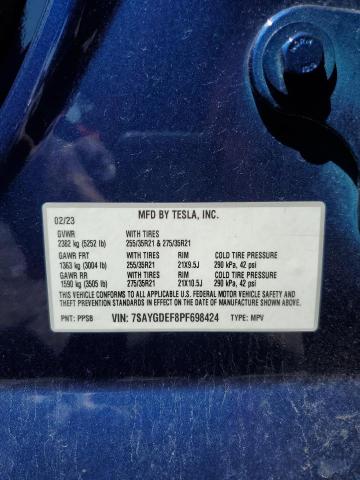 02/23 MFD BY TESLA, INC.
GVWR WITH TIRES
2382 kg (5252 lb) 255/35R21 & 275/35R21
GAWR FRT WITH TIRES RIM COLD TIRE PRESSURE
1363 kg (3004 lb) 255/35R21 21X9.5J 290 kPa, 42 psi
GAWR RR WITH TIRES RIM COLD TIRE PRESSURE
1590 kg (3505 lb) 275/35R21 21X10.5J 290 kPa, 42 psi
THIS VEHICLE CONFORMS TO ALL APPLICABLE U.S. FEDERAL MOTOR VEHICLE
SAFETY, BUMPER AND THEFT PREVENTION STANDARDS IN EFFECT ON THE DATE
OF MANUFACTURE SHOWN ABOVE.
PNT: PPSB VIN: 7SAYGDEF8PF698424 TYPE: MPV